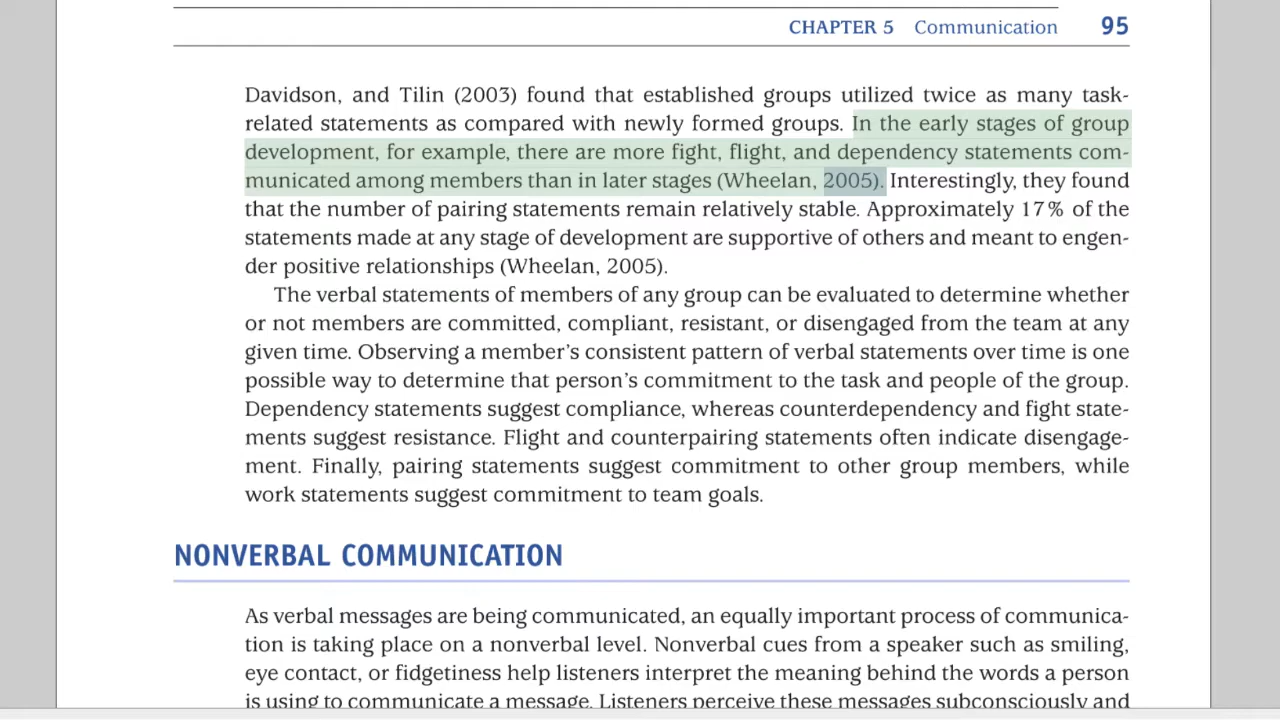 CHAPTER 5 Communication 95
Davidson, and Tilin (2003) found that established groups utilized twice as many task-
related statements as compared with newly formed groups. In the early stages of group
development, for example, there are more fight, flight, and dependency statements com-
municated among members than in later stages (Wheelan, 2005). Interestingly, they found
that the number of pairing statements remain relatively stable. Approximately 17% of the
statements made at any stage of development are supportive of others and meant to engen-
der positive relationships (Wheelan, 2005).
The verbal statements of members of any group can be evaluated to determine whether
or not members are committed, compliant, resistant, or disengaged from the team at any
given time. Observing a member's consistent pattern of verbal statements over time is one
possible way to determine that person's commitment to the task and people of the group.
Dependency statements suggest compliance, whereas counterdependency and fight state-
ments suggest resistance. Flight and counterpairing statements often indicate disengage-
ment. Finally, pairing statements suggest commitment to other group members, while
work statements suggest commitment to team goals.
NONVERBAL COMMUNICATION
As verbal messages are being communicated, an equally important process of communica-
tion is taking place on a nonverbal level. Nonverbal cues from a speaker such as smiling,
eye contact, or fidgetiness help listeners interpret the meaning behind the words a person
is using to communicate a message. Listeners perceive these messages subconsciously and